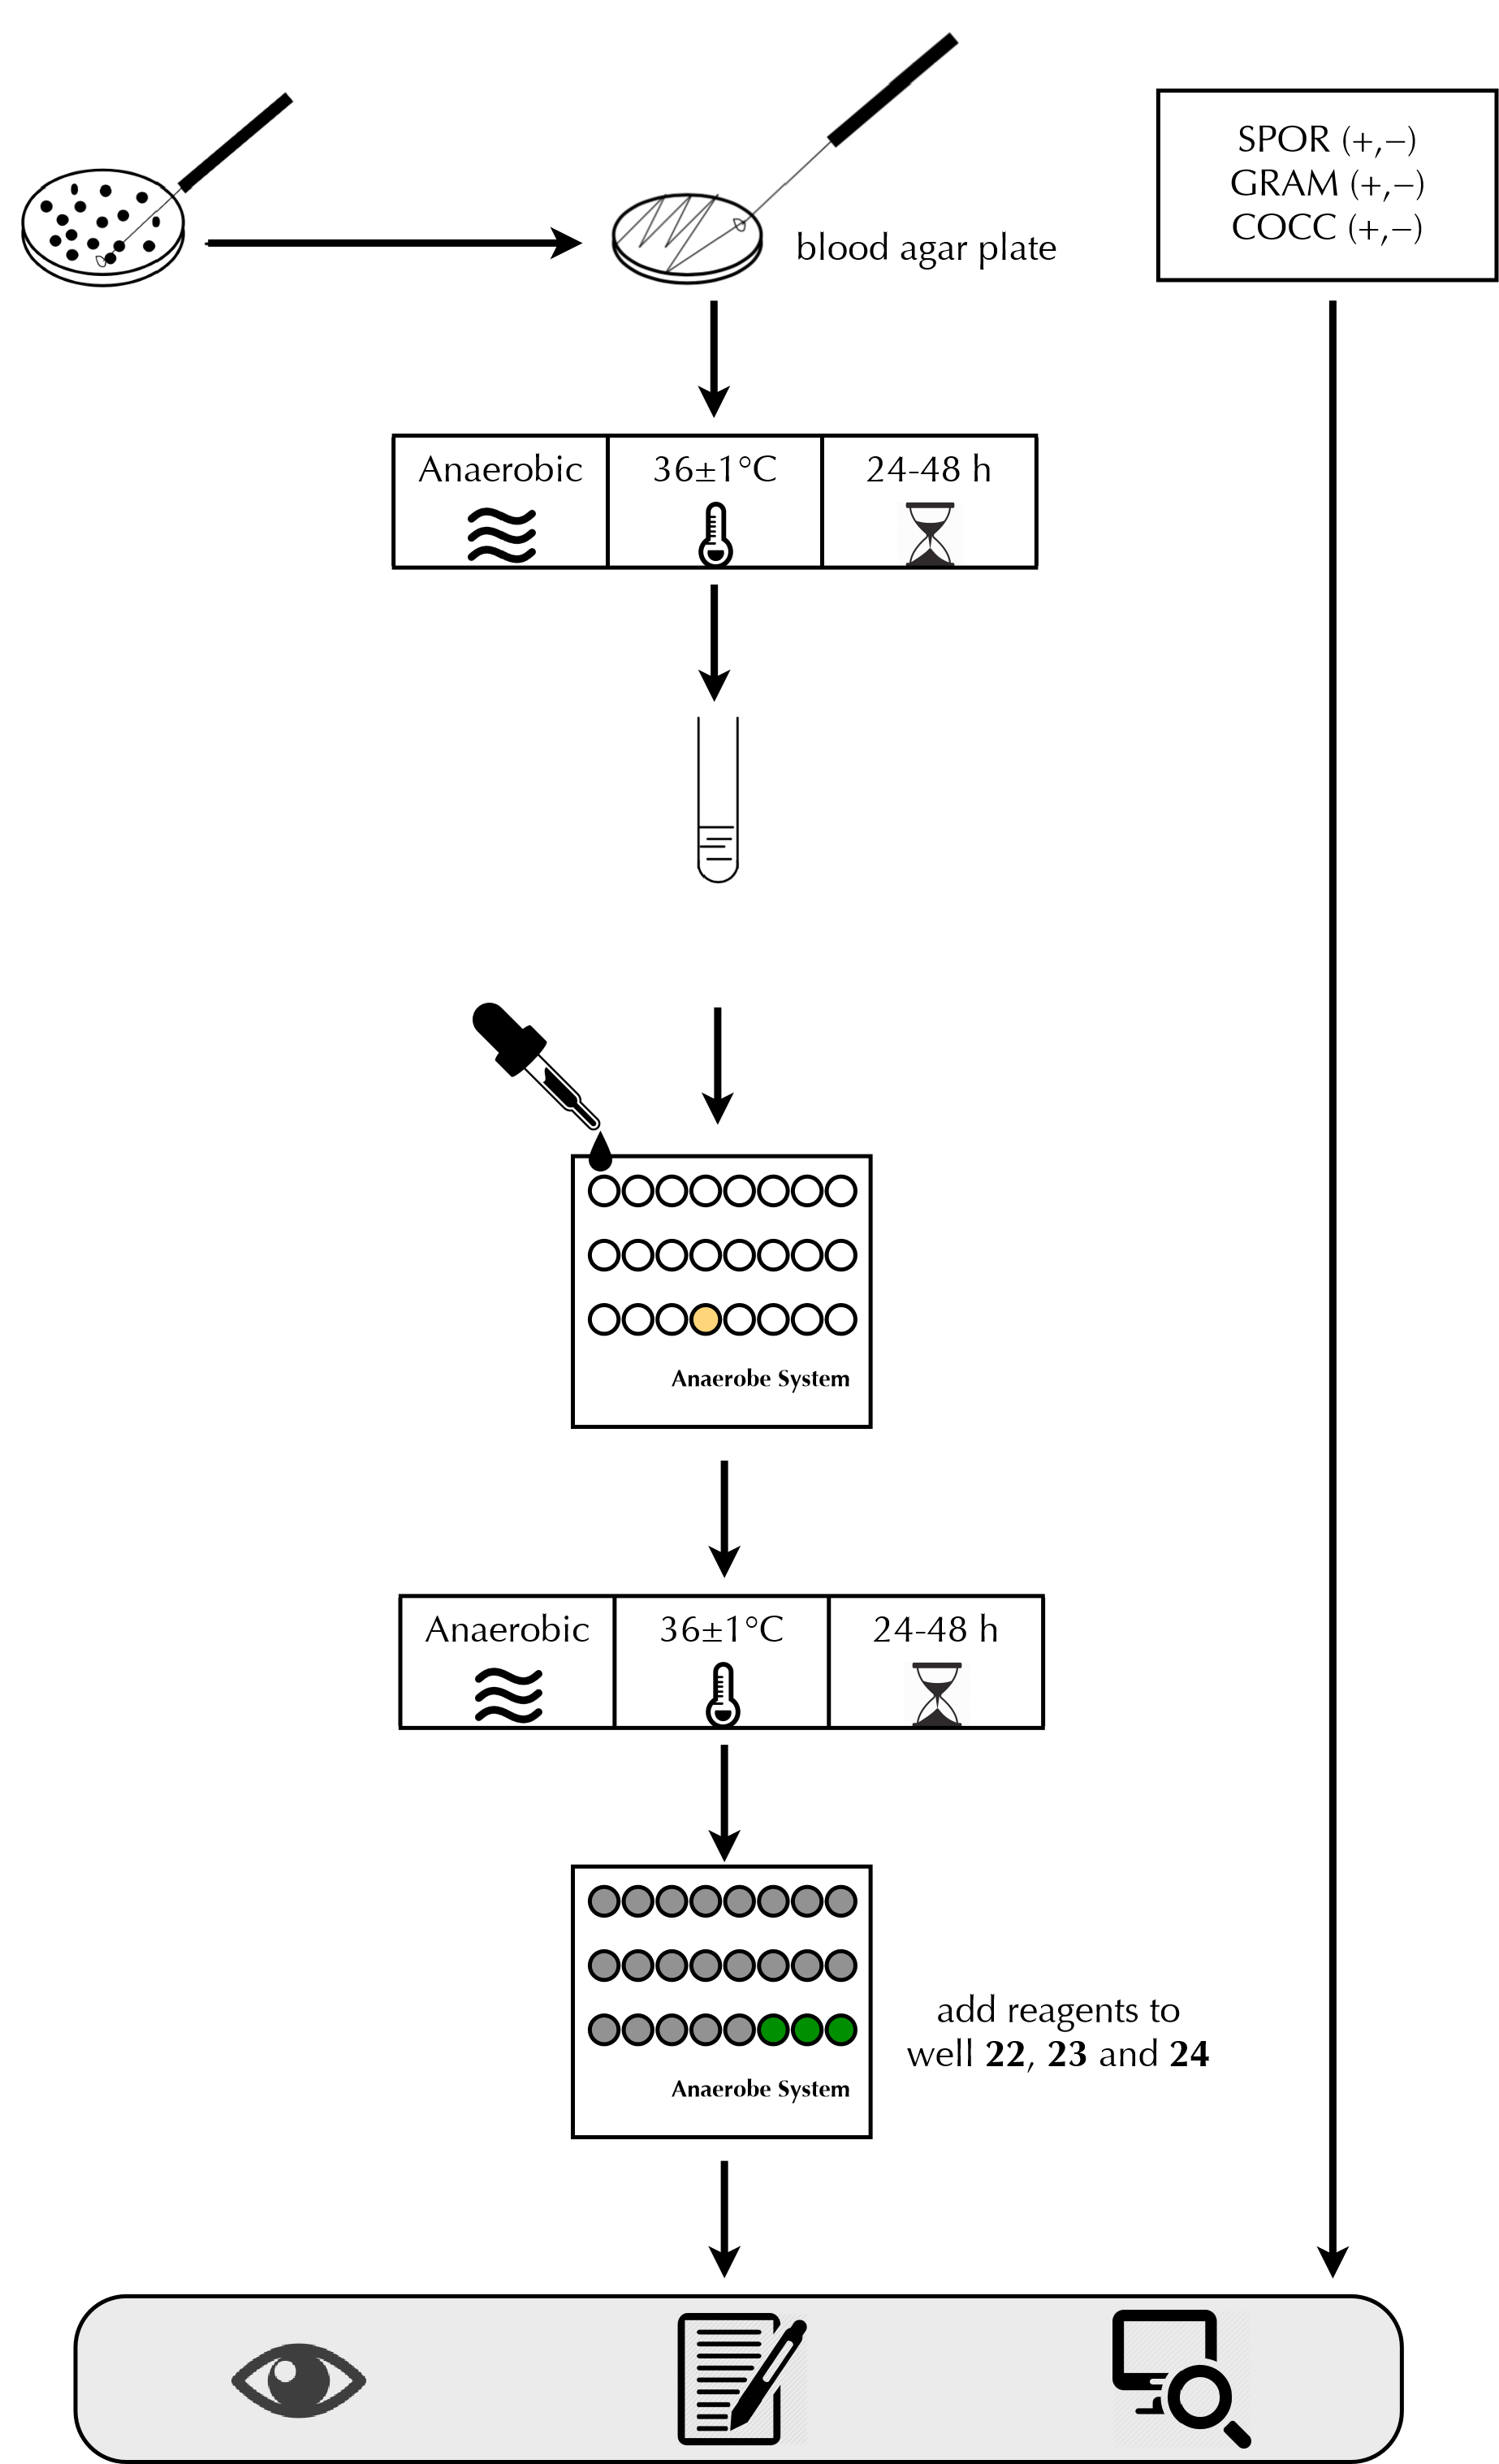 blood agar plate
SPOR (+,−)
GRAM (+,−)
COCC (+,−)
Anaerobic
36±1°C
24-48 h
Anaerobe System
Anaerobic
36±1°C
24-48 h
add reagents to
well 22, 23 and 24
Anaerobe System